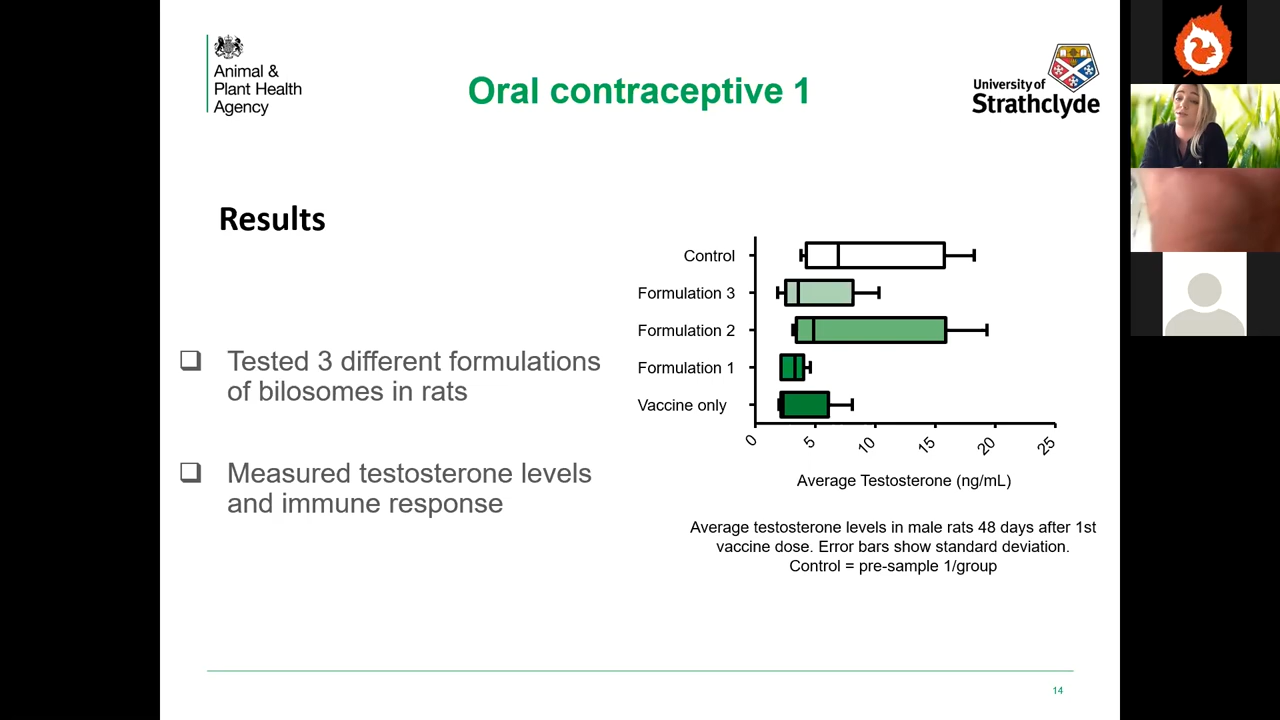 Animal &
Plant Health
Agency
Oral contraceptive 1
University of
Strathclyde
Results
❑ Tested 3 different formulations
of bilosomes in rats
❑ Measured testosterone levels
and immune response
Control
Formulation 3
Formulation 2
Formulation 1
Vaccine only
0 5 10 15 20 25
Average Testosterone (ng/mL)
Average testosterone levels in male rats 48 days after 1st
vaccine dose. Error bars show standard deviation.
Control = pre-sample 1/group
14